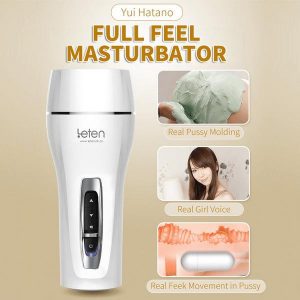 Yui Hatano
FULL FEEL
MASTURBATOR
leten
Real Pussy Molding
Real Girl Voice
Real Feek Movement in Pussy